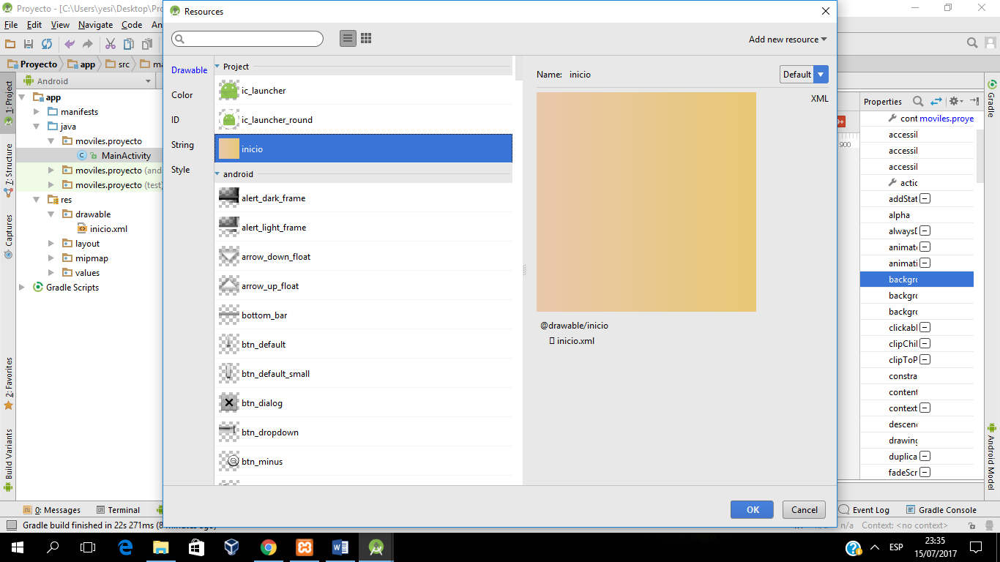 Proyecto - [C:\Users\yesi\Desktop\Pro
File Edit View Navigate Code An
Proyecto app src ma
1: Project
7: Structure
Captures
2: Favorites
Build Variants
Android
app
manifests
java
moviles.proyecto
MainActivity
moviles.proyecto (and
moviles.proyecto (test)
res
drawable
inicio.xml
layout
mipmap
values
Gradle Scripts
Resources
Add new resource
Drawable
Color
ID
String
Style
Project
ic_launcher
ic_launcher_round
inicio
android
alert_dark_frame
alert_light_frame
arrow_down_float
arrow_up_float
bottom_bar
btn_default
btn_default_small
btn_dialog
btn_dropdown
btn_minus
Name: inicio
Default
XML
@drawable/inicio
inicio.xml
OK
Cancel
900
Properties
cont moviles.proye
accessil
accessil
accessil
actic
addStat
alpha
alwaysD
animate
animati
backgro
backgro
backgro
clickabl
clipChil
clipToP
constra
content
context
descend
drawing
duplica
fadeScr
Gradle
Android Model
0: Messages
Terminal
Event Log
Gradle Console
Gradle build finished in 22s 271ms (8 minutes ago)
n/a Context: <no context>
ESP
23:35
15/07/2017